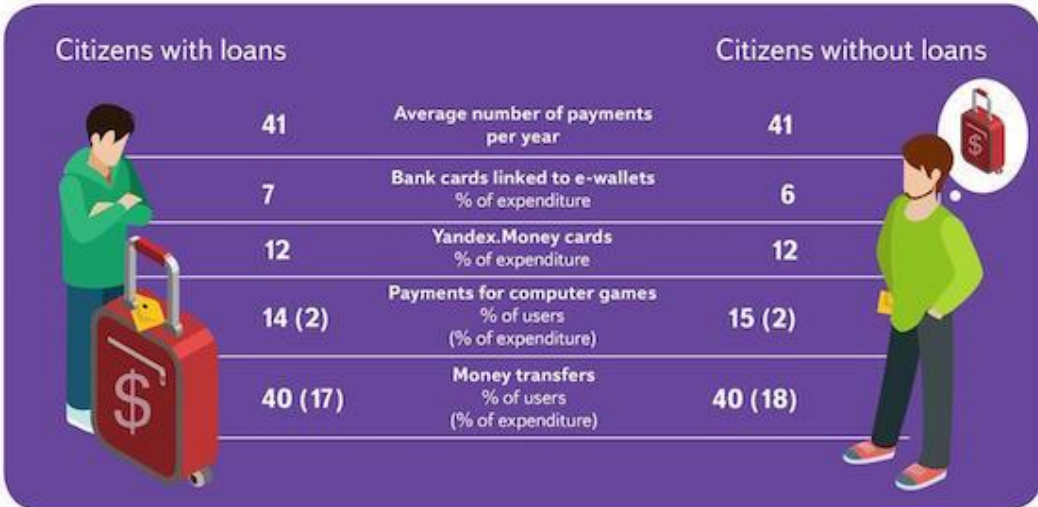 Citizens with loans
Citizens without loans
41
Average number of payments
per year
41
7
Bank cards linked to e-wallets
% of expenditure
6
12
Yandex.Money cards
% of expenditure
12
14 (2)
Payments for computer games
% of users
(% of expenditure)
15 (2)
40 (17)
Money transfers
% of users
(% of expenditure)
40 (18)
$
$